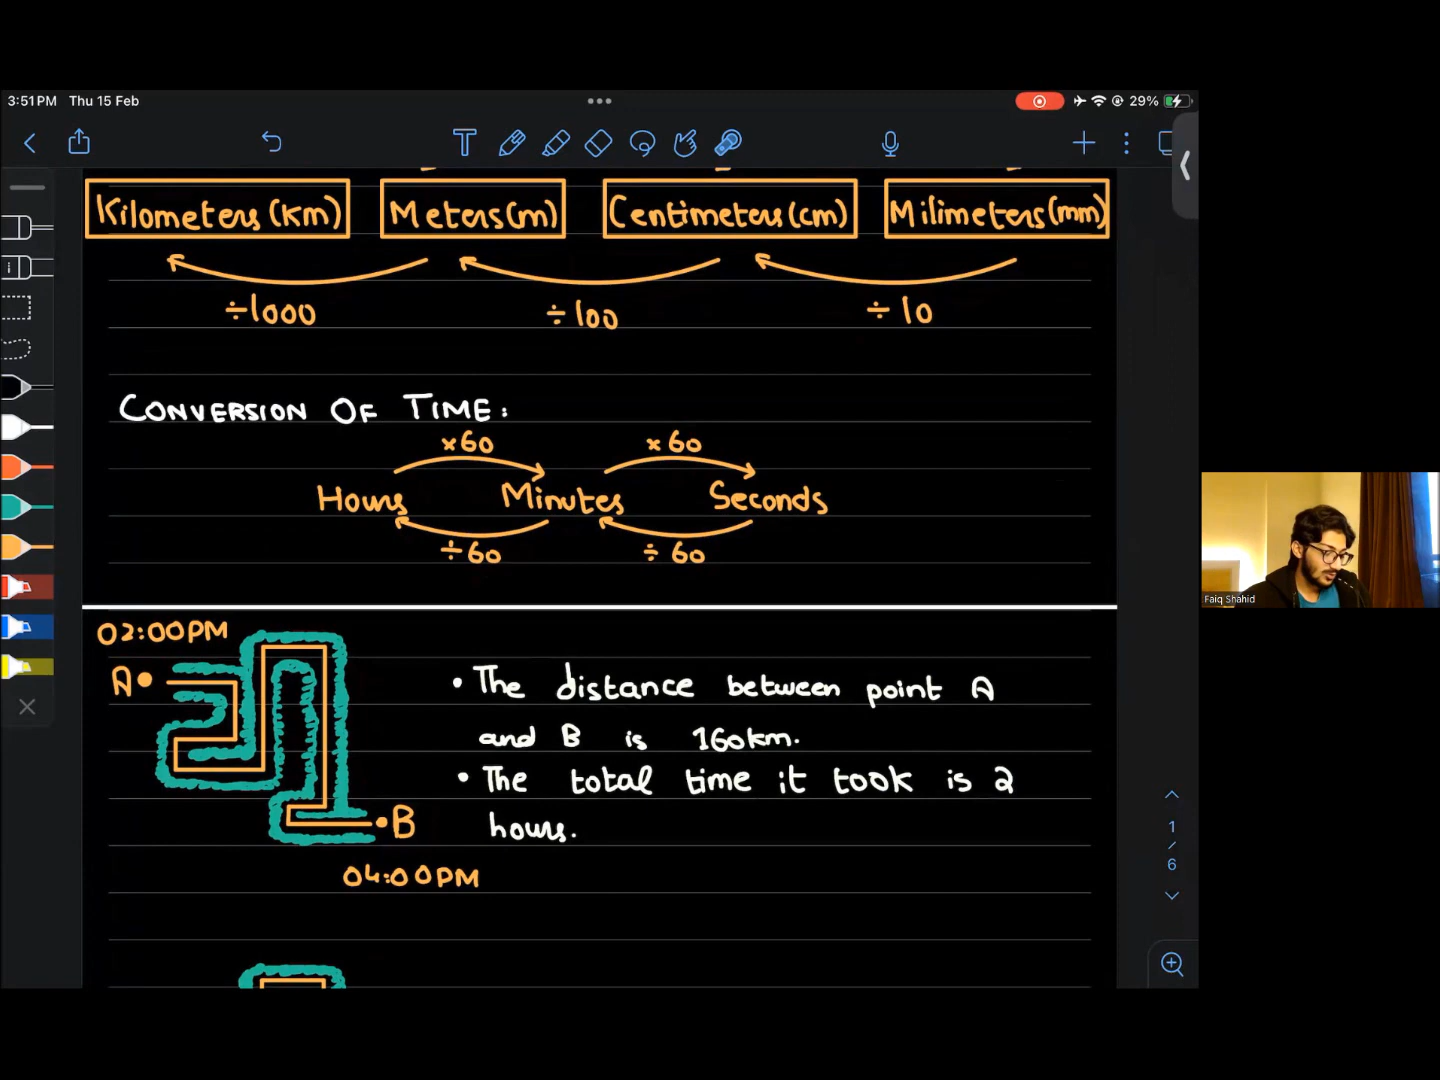 3:51PM Thu 15 Feb
29%
Kilometers(km) Meters(m) Centimeters(cm) Milimeters(mm)
÷1000 ÷100 ÷10
CONVERSION OF TIME:
×60 ×60
Hours Minutes Seconds
÷60 ÷60
02:00PM
A
• The distance between point A
and B is 160km.
• The total time it took is 2
hours.
B
04:00PM
1
/
6
Faiq Shahid